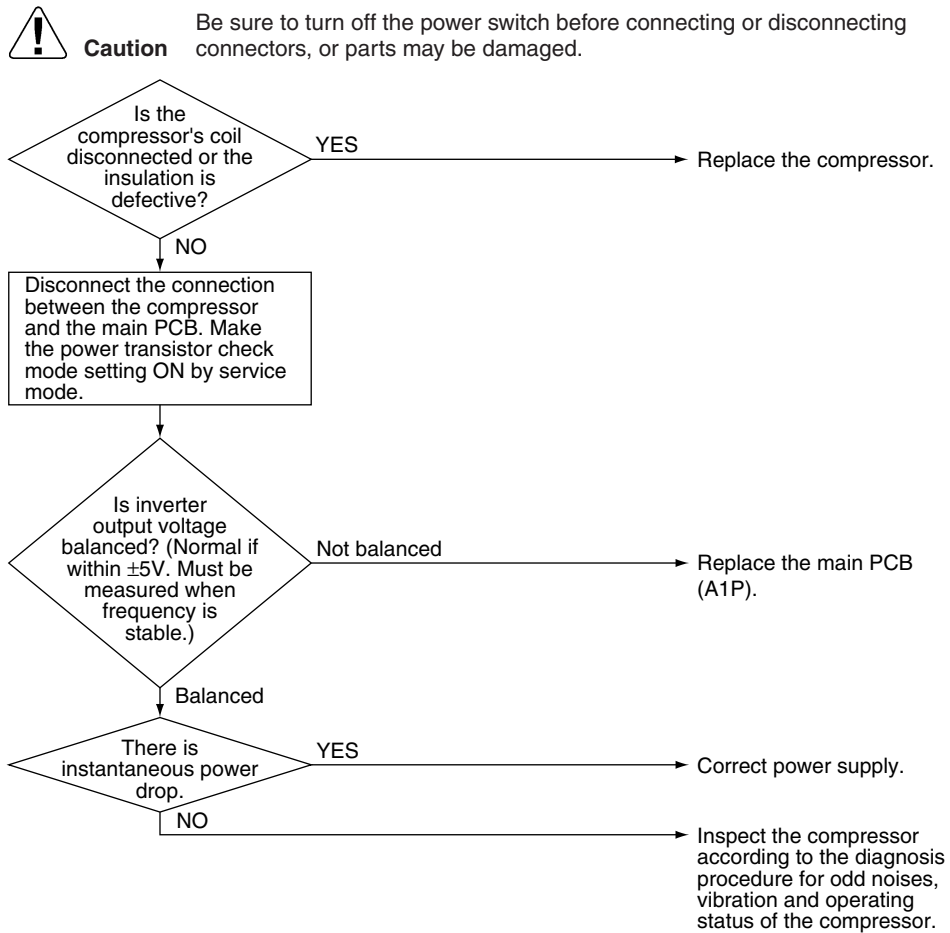 Be sure to turn off the power switch before connecting or disconnecting
Caution connectors, or parts may be damaged.
Is the
compressor's coil
disconnected or the
insulation is
defective?
YES
Replace the compressor.
NO
Disconnect the connection
between the compressor
and the main PCB. Make
the power transistor check
mode setting ON by service
mode.
Is inverter
output voltage
balanced? (Normal if
within ±5V. Must be
measured when
frequency is
stable.)
Not balanced
Replace the main PCB
(A1P).
Balanced
There is
instantaneous power
drop.
YES
Correct power supply.
NO
Inspect the compressor
according to the diagnosis
procedure for odd noises,
vibration and operating
status of the compressor.